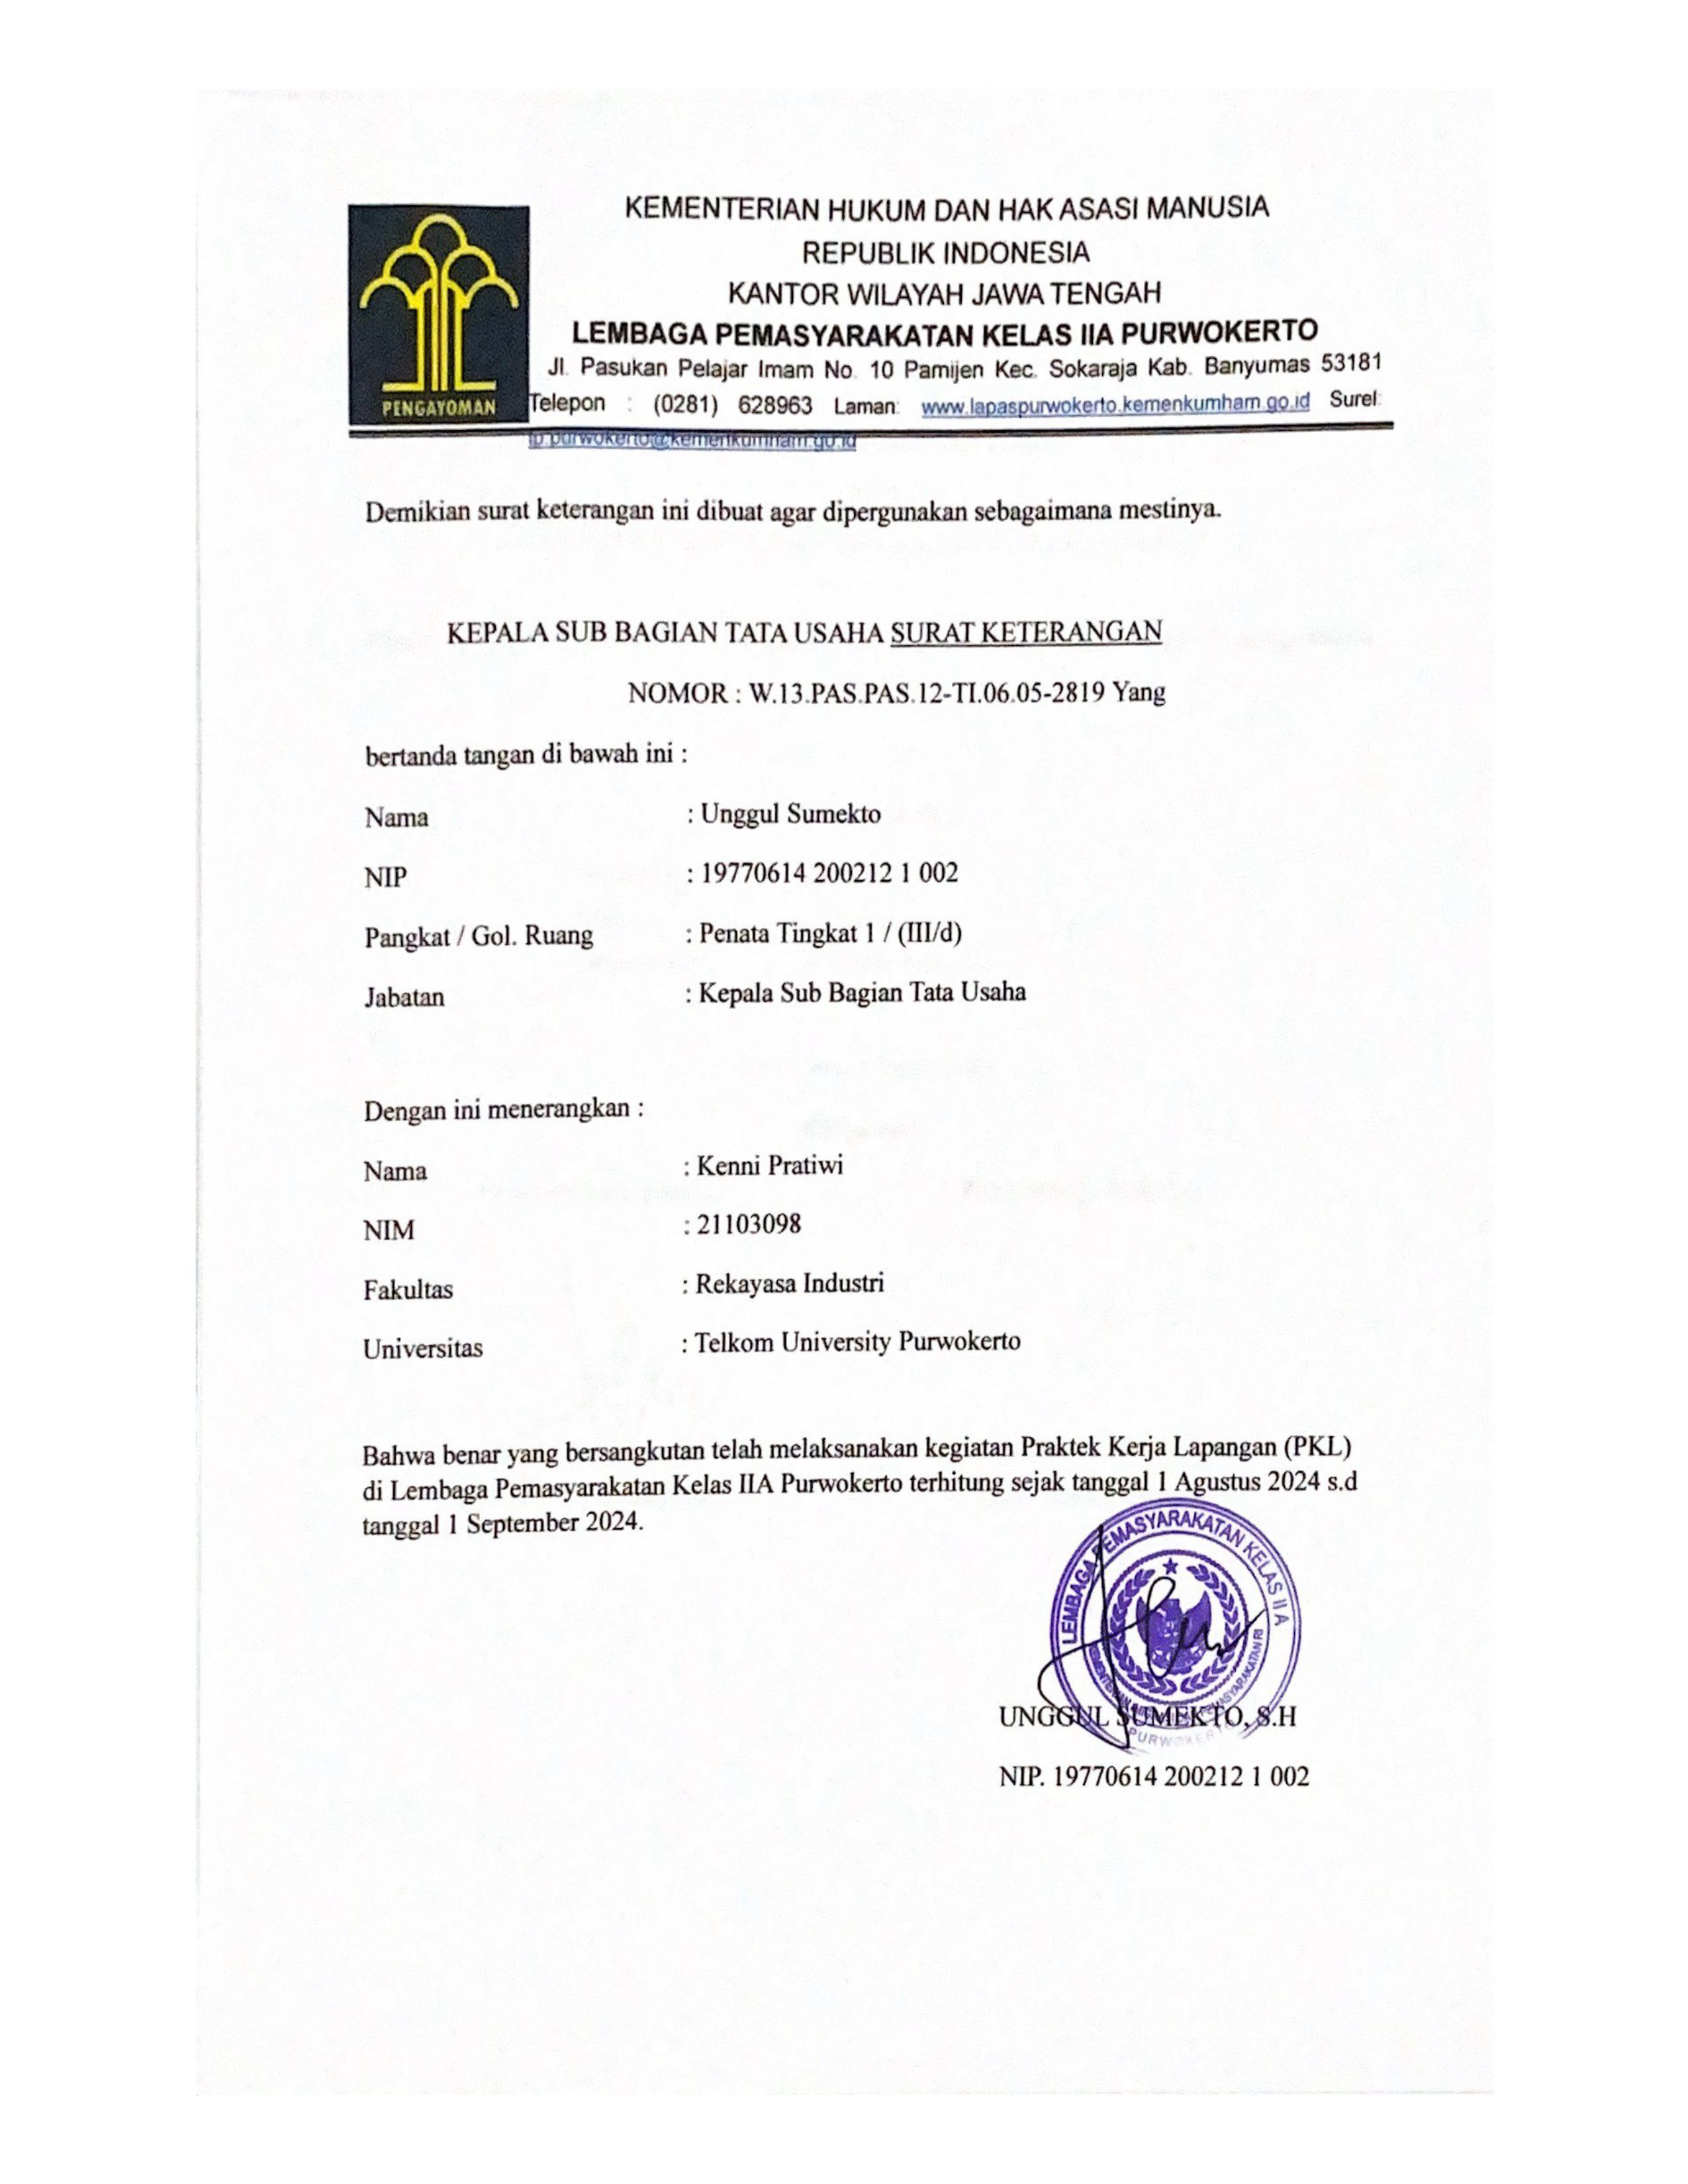 KEMENTERIAN HUKUM DAN HAK ASASI MANUSIA
REPUBLIK INDONESIA
KANTOR WILAYAH JAWA TENGAH
LEMBAGA PEMASYARAKATAN KELAS IIA PURWOKERTO
Jl. Pasukan Pelajar Imam No. 10 Pamijen Kec. Sokaraja Kab. Banyumas 53181
PENGAYOMAN
Telepon : (0281) 628963 Laman: www.lapaspurwokerto.kemenkumham.go.id Surel:
lp.purwokerto@kemenkumham.go.id
Demikian surat keterangan ini dibuat agar dipergunakan sebagaimana mestinya.
KEPALA SUB BAGIAN TATA USAHA SURAT KETERANGAN
NOMOR : W.13.PAS.PAS.12-TI.06.05-2819 Yang
bertanda tangan di bawah ini :
Nama : Unggul Sumekto
NIP : 19770614 200212 1 002
Pangkat / Gol. Ruang : Penata Tingkat 1 / (III/d)
Jabatan : Kepala Sub Bagian Tata Usaha
Dengan ini menerangkan :
Nama : Kenni Pratiwi
NIM : 21103098
Fakultas : Rekayasa Industri
Universitas : Telkom University Purwokerto
Bahwa benar yang bersangkutan telah melaksanakan kegiatan Praktek Kerja Lapangan (PKL)
di Lembaga Pemasyarakatan Kelas IIA Purwokerto terhitung sejak tanggal 1 Agustus 2024 s.d
tanggal 1 September 2024.
LEMBAGA PEMASYARAKATAN KELAS II A
PURWOKERTO
UNGGUL SUMEKTO, S.H
NIP. 19770614 200212 1 002